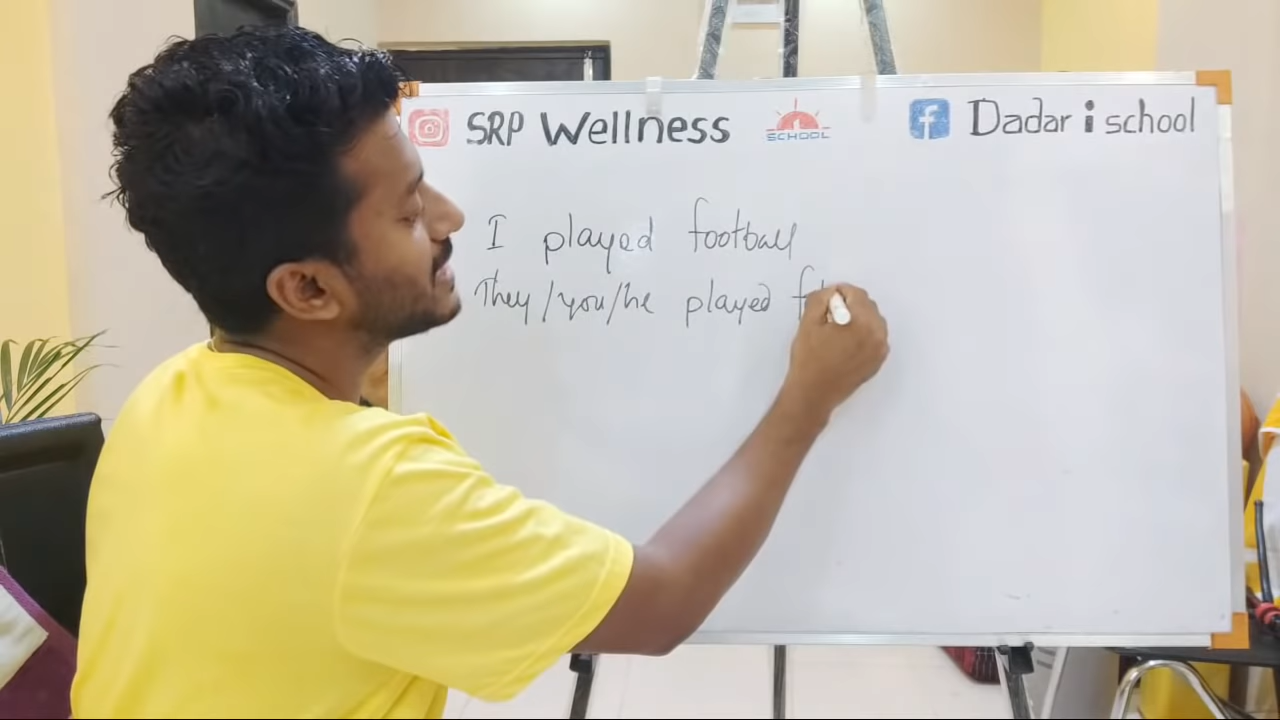 SRP Wellness SCHOOL Dadar i school
I played football
They/you/he played